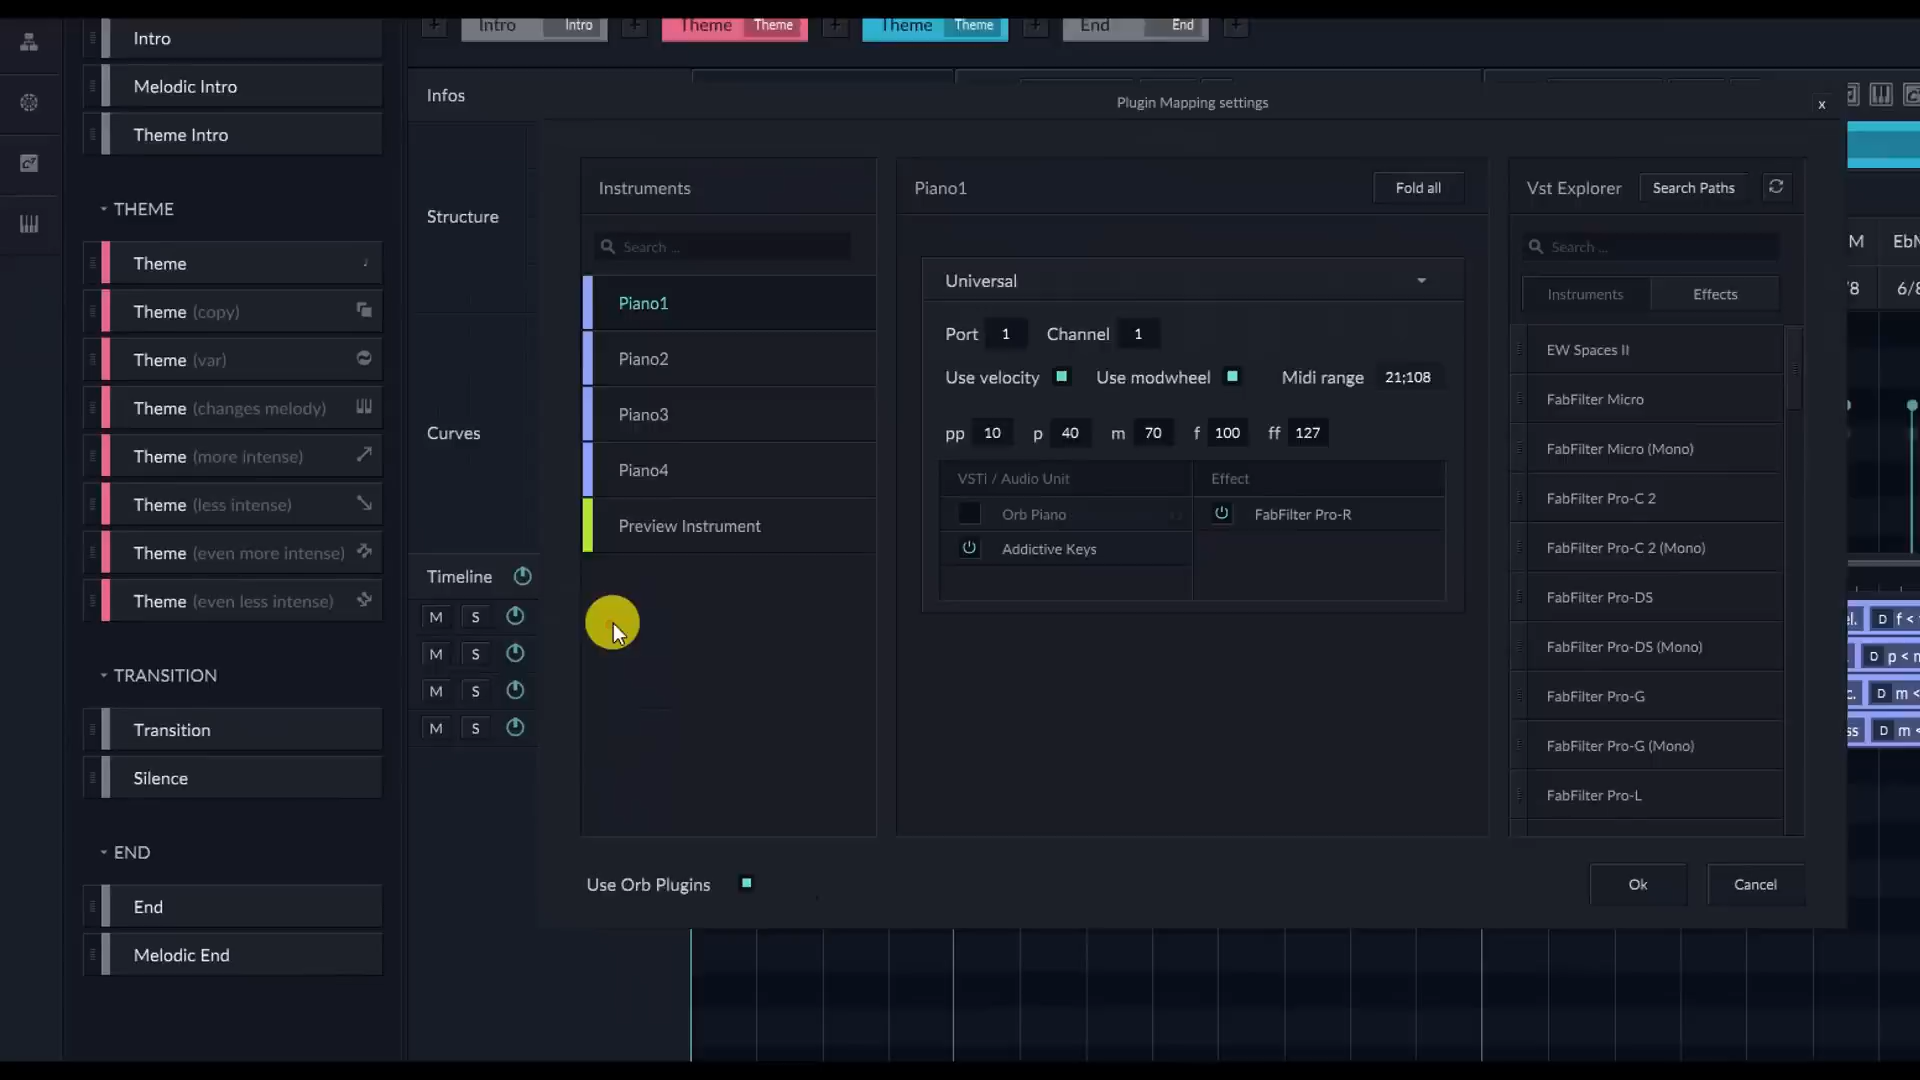 Intro Intro Theme Theme Theme Theme End End
Intro
Melodic Intro
Theme Intro
THEME
Theme
Theme (copy)
Theme (var)
Theme (changes melody)
Theme (more intense)
Theme (less intense)
Theme (even more intense)
Theme (even less intense)
TRANSITION
Transition
Silence
END
End
Melodic End
Infos
Structure
Curves
Timeline
M S
M S
M S
M S
Plugin Mapping settings
x
Instruments
Search ...
Piano1
Piano2
Piano3
Piano4
Preview Instrument
Piano1 Fold all
Universal
Port 1 Channel 1
Use velocity Use modwheel Midi range 21;108
pp 10 p 40 m 70 f 100 ff 127
VSTI / Audio Unit Effect
Orb Piano FabFilter Pro-R
Addictive Keys
Vst Explorer Search Paths
Search ...
Instruments Effects
EW Spaces II
FabFilter Micro
FabFilter Micro (Mono)
FabFilter Pro-C 2
FabFilter Pro-C 2 (Mono)
FabFilter Pro-DS
FabFilter Pro-DS (Mono)
FabFilter Pro-G
FabFilter Pro-G (Mono)
FabFilter Pro-L
Use Orb Plugins
Ok Cancel
M
/8 6/8
D f <
D p < m
D m <
D m <